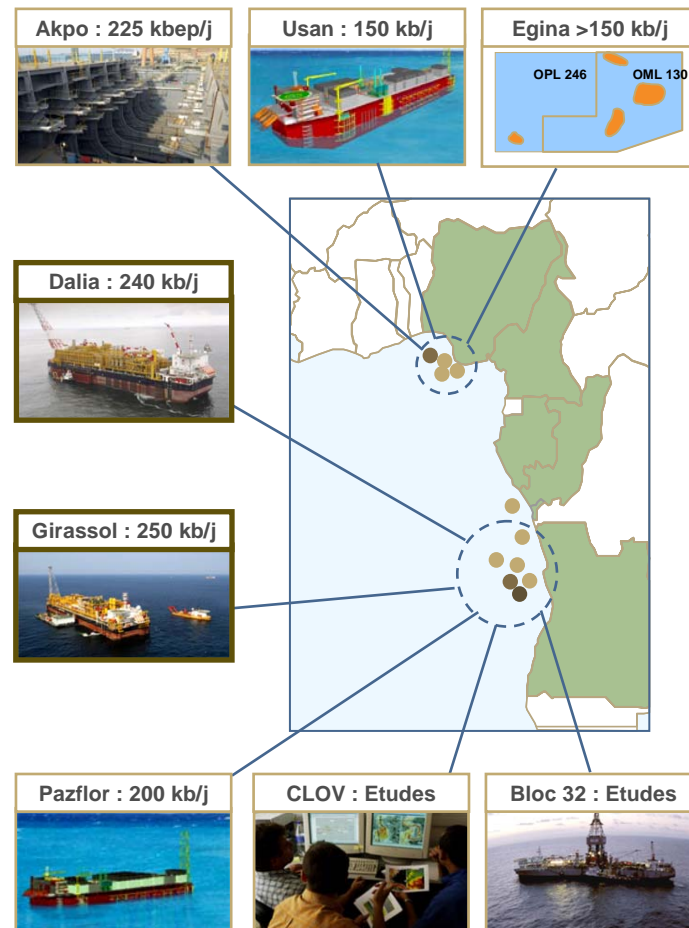 Akpo : 225 kbep/j
Usan : 150 kb/j
Egina >150 kb/j
OPL 246
OML 130
Dalia : 240 kb/j
Girassol : 250 kb/j
Pazflor : 200 kb/j
CLOV : Etudes
Bloc 32 : Etudes